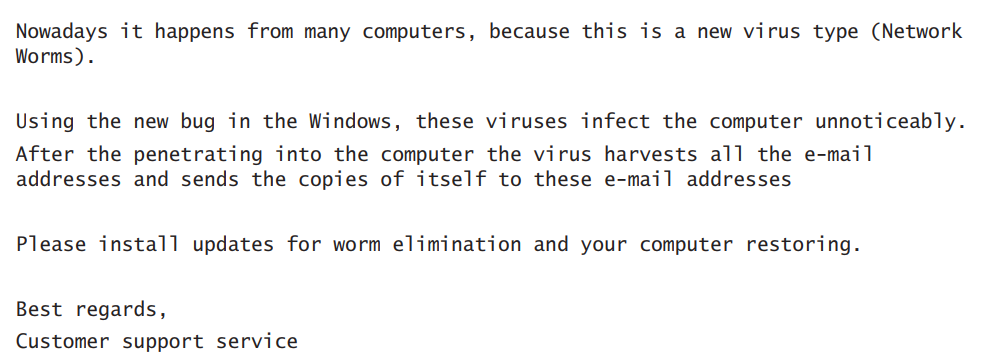 Nowadays it happens from many computers, because this is a new virus type (Network
Worms).
Using the new bug in the Windows, these viruses infect the computer unnoticeably.
After the penetrating into the computer the virus harvests all the e-mail
addresses and sends the copies of itself to these e-mail addresses
Please install updates for worm elimination and your computer restoring.
Best regards,
Customer support service